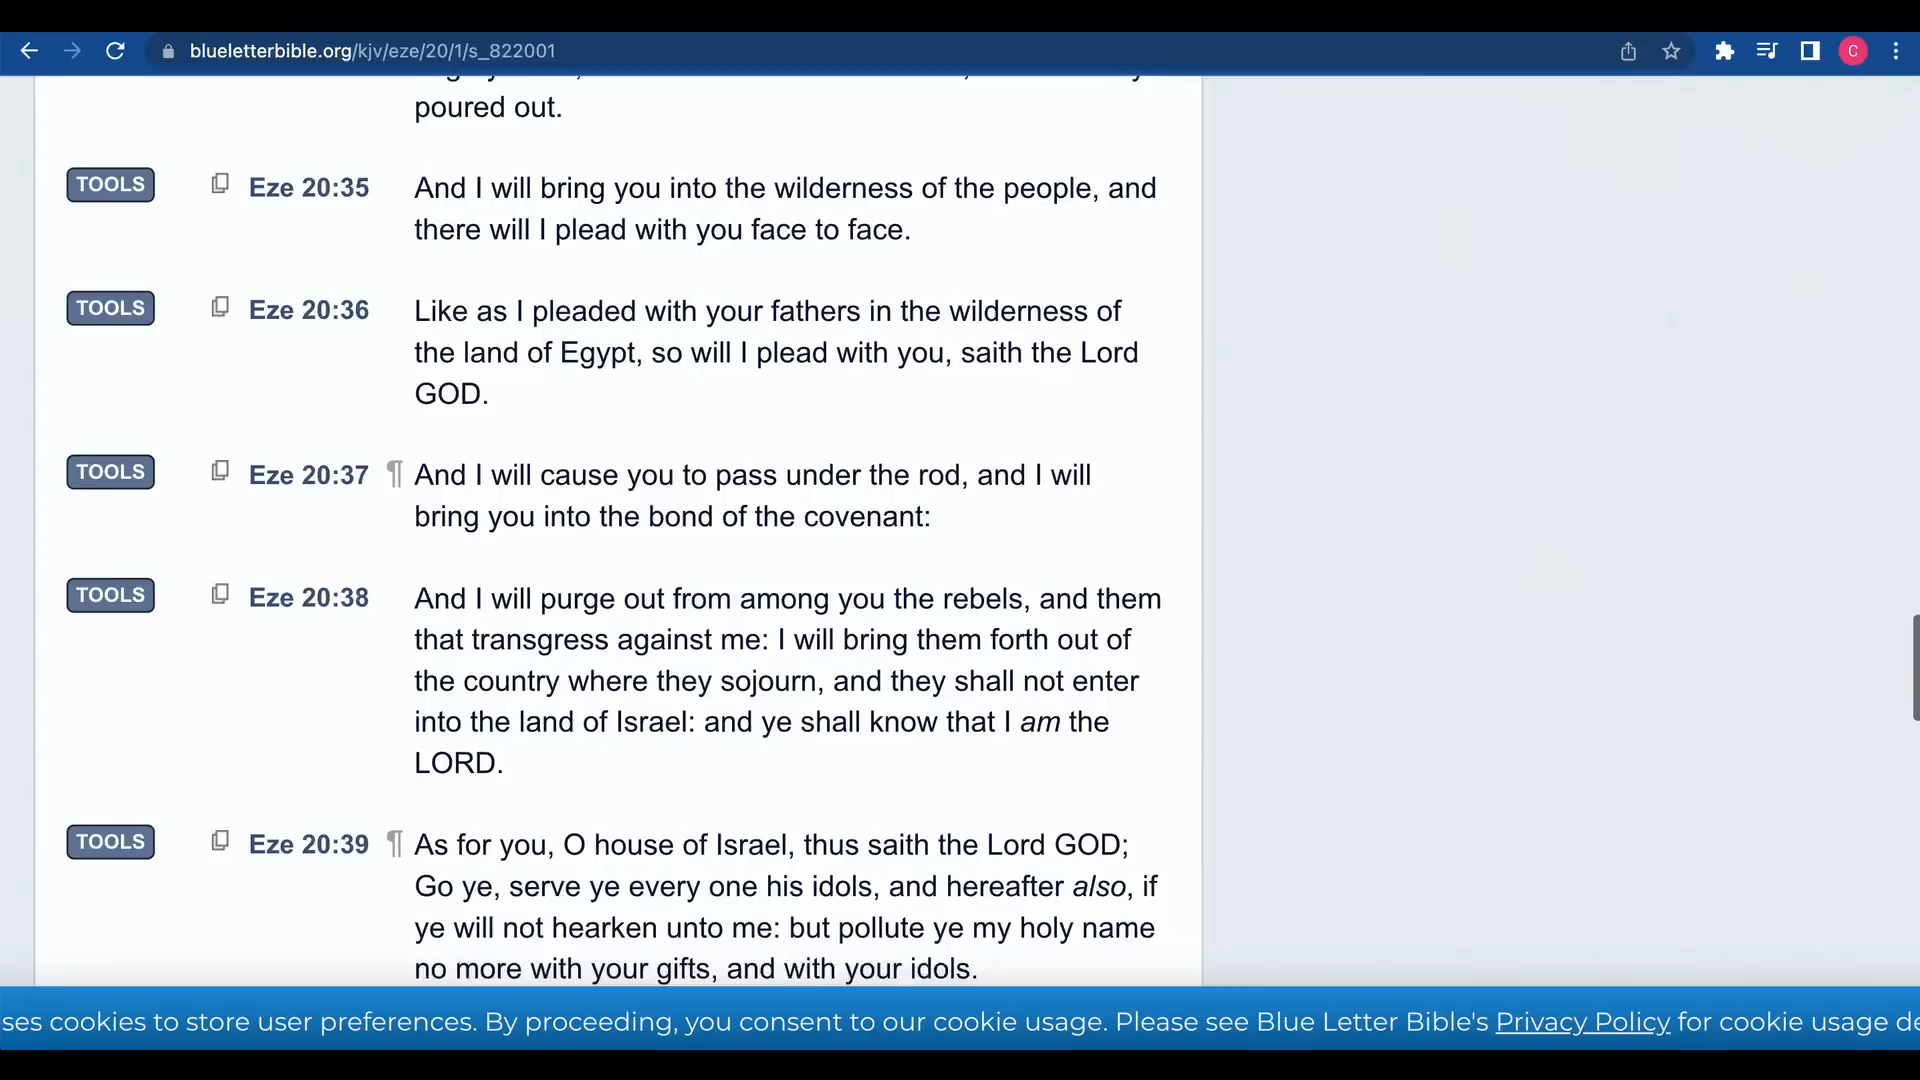 blueletterbible.org/kjv/eze/20/1/s_822001
C
poured out.
TOOLS Eze 20:35 And I will bring you into the wilderness of the people, and
there will I plead with you face to face.
TOOLS Eze 20:36 Like as I pleaded with your fathers in the wilderness of
the land of Egypt, so will I plead with you, saith the Lord
GOD.
TOOLS Eze 20:37 ¶ And I will cause you to pass under the rod, and I will
bring you into the bond of the covenant:
TOOLS Eze 20:38 And I will purge out from among you the rebels, and them
that transgress against me: I will bring them forth out of
the country where they sojourn, and they shall not enter
into the land of Israel: and ye shall know that I am the
LORD.
TOOLS Eze 20:39 ¶ As for you, O house of Israel, thus saith the Lord GOD;
Go ye, serve ye every one his idols, and hereafter also, if
ye will not hearken unto me: but pollute ye my holy name
no more with your gifts, and with your idols.
ses cookies to store user preferences. By proceeding, you consent to our cookie usage. Please see Blue Letter Bible's Privacy Policy for cookie usage de